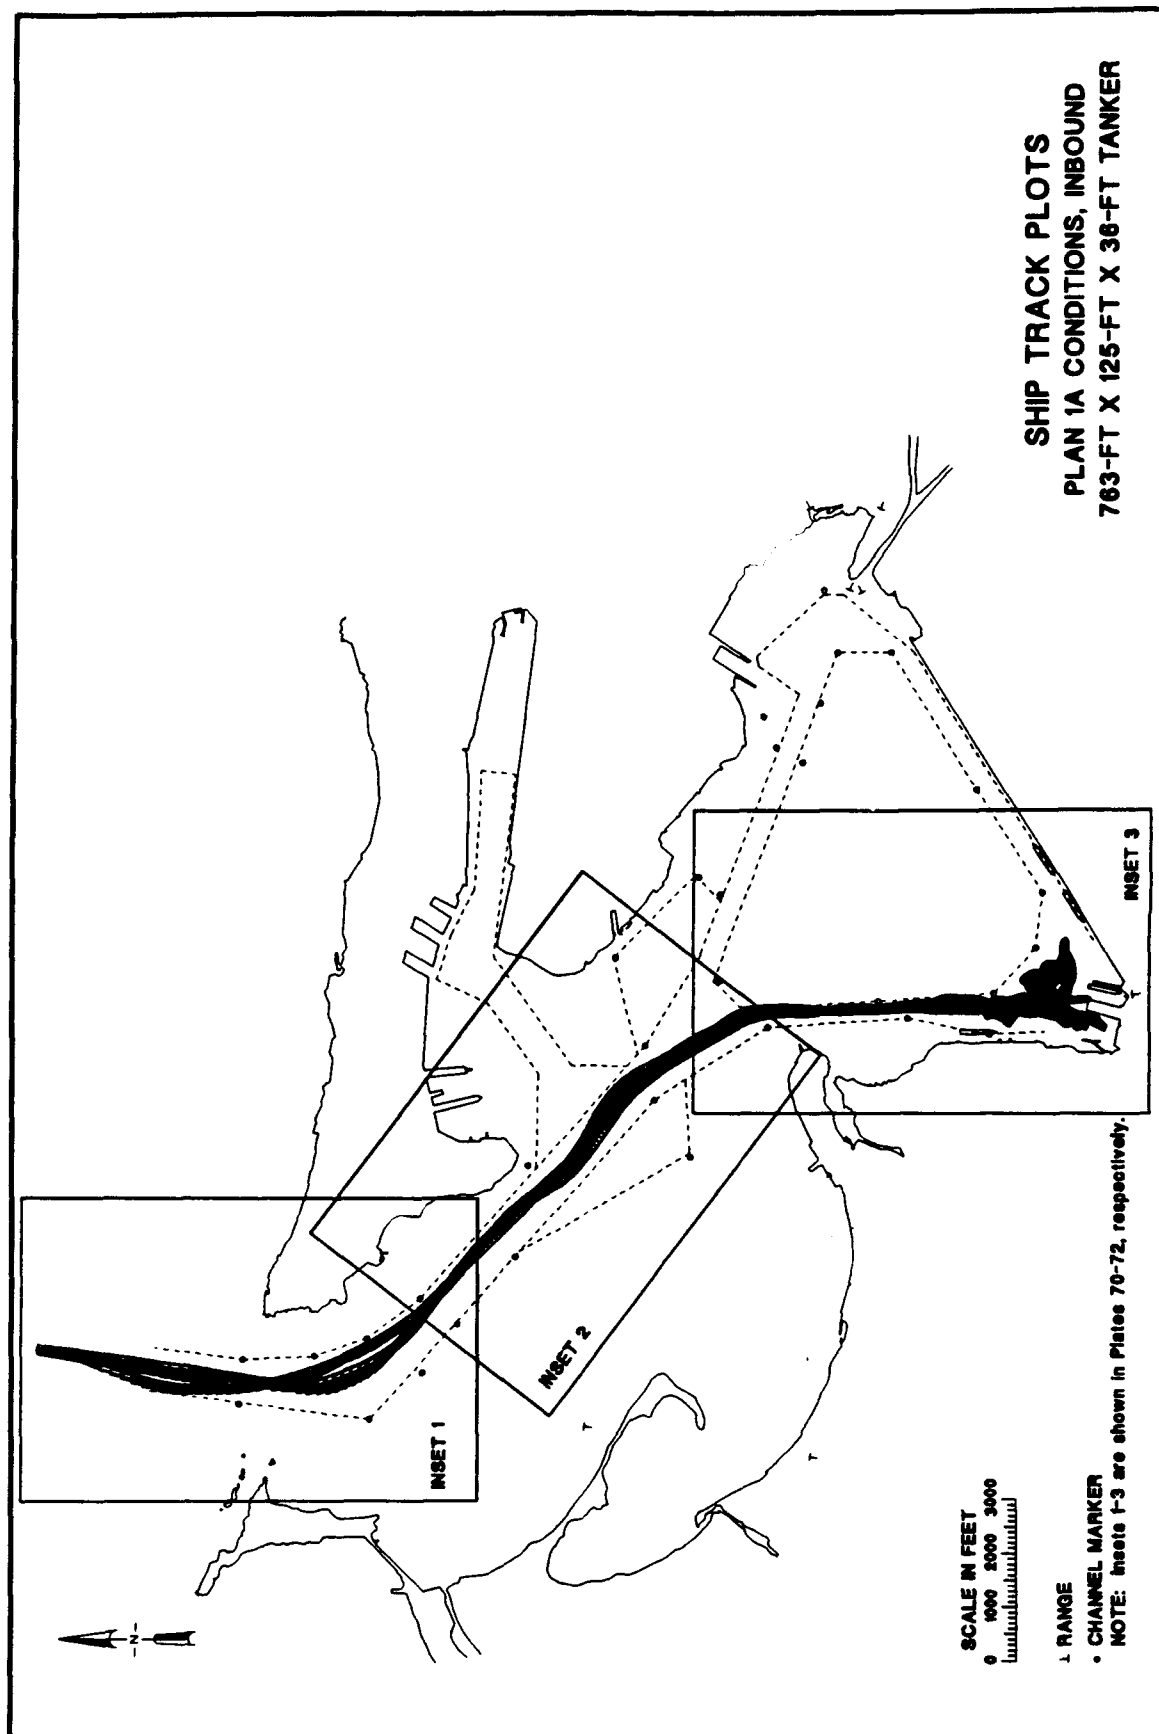 SHIP TRACK PLOTS
PLAN 1A CONDITIONS, INBOUND
763-FT X 125-FT X 36-FT TANKER
INSET 1
INSET 2
INSET 3
N
SCALE IN FEET
0 1000 2000 3000
RANGE
• CHANNEL MARKER
NOTE: Insets 1-3 are shown in Plates 70-72, respectively.